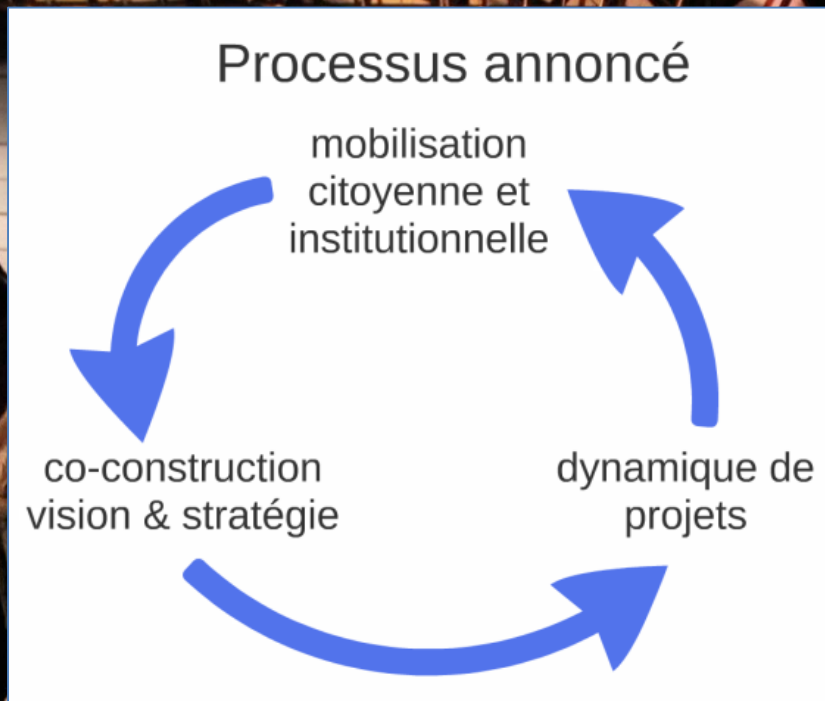 Processus annoncé
mobilisation
citoyenne et
institutionnelle
co-construction
vision & stratégie
dynamique de
projets